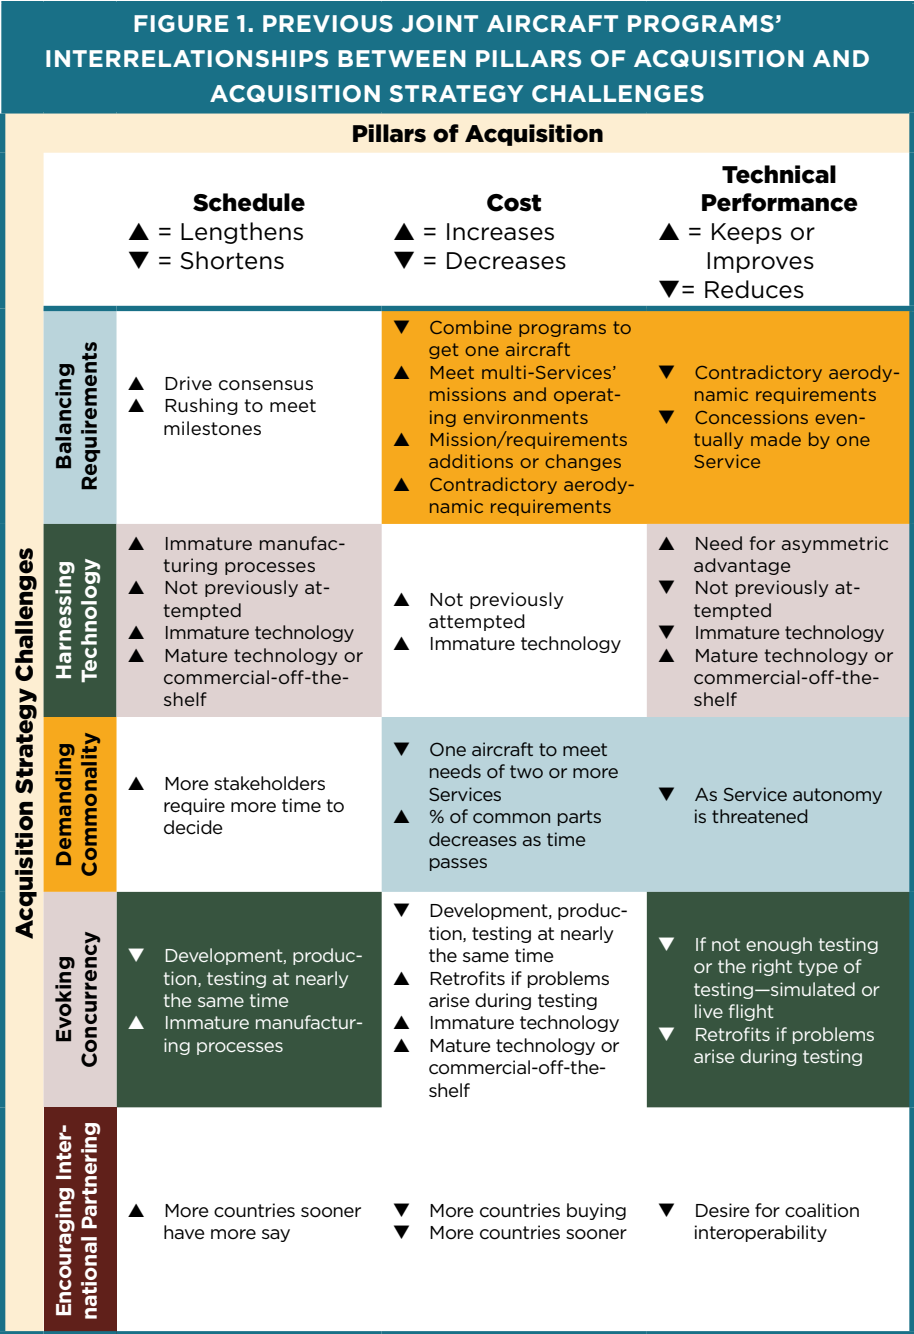 FIGURE 1. PREVIOUS JOINT AIRCRAFT PROGRAMS’
INTERRELATIONSHIPS BETWEEN PILLARS OF ACQUISITION AND
ACQUISITION STRATEGY CHALLENGES
Pillars of Acquisition
Schedule
▲ = Lengthens
▼ = Shortens
Cost
▲ = Increases
▼ = Decreases
Technical
Performance
▲ = Keeps or
Improves
▼= Reduces
Acquisition Strategy Challenges
Balancing
Requirements
▲ Drive consensus
▲ Rushing to meet
milestones
▼ Combine programs to
get one aircraft
▲ Meet multi-Services’
missions and operat-
ing environments
▲ Mission/requirements
additions or changes
▲ Contradictory aerody-
namic requirements
▼ Contradictory aerody-
namic requirements
▼ Concessions even-
tually made by one
Service
Harnessing
Technology
▲ Immature manufac-
turing processes
▲ Not previously at-
tempted
▲ Immature technology
▲ Mature technology or
commercial-off-the-
shelf
▲ Not previously
attempted
▲ Immature technology
▲ Need for asymmetric
advantage
▼ Not previously at-
tempted
▼ Immature technology
▲ Mature technology or
commercial-off-the-
shelf
Demanding
Commonality
▲ More stakeholders
require more time to
decide
▼ One aircraft to meet
needs of two or more
Services
▲ % of common parts
decreases as time
passes
▼ As Service autonomy
is threatened
Evoking
Concurrency
▼ Development, produc-
tion, testing at nearly
the same time
▲ Immature manufactur-
ing processes
▼ Development, produc-
tion, testing at nearly
the same time
▲ Retrofits if problems
arise during testing
▲ Immature technology
▲ Mature technology or
commercial-off-the-
shelf
▼ If not enough testing
or the right type of
testing—simulated or
live flight
▼ Retrofits if problems
arise during testing
Encouraging Inter-
national Partnering
▲ More countries sooner
have more say
▼ More countries buying
▼ More countries sooner
▼ Desire for coalition
interoperability